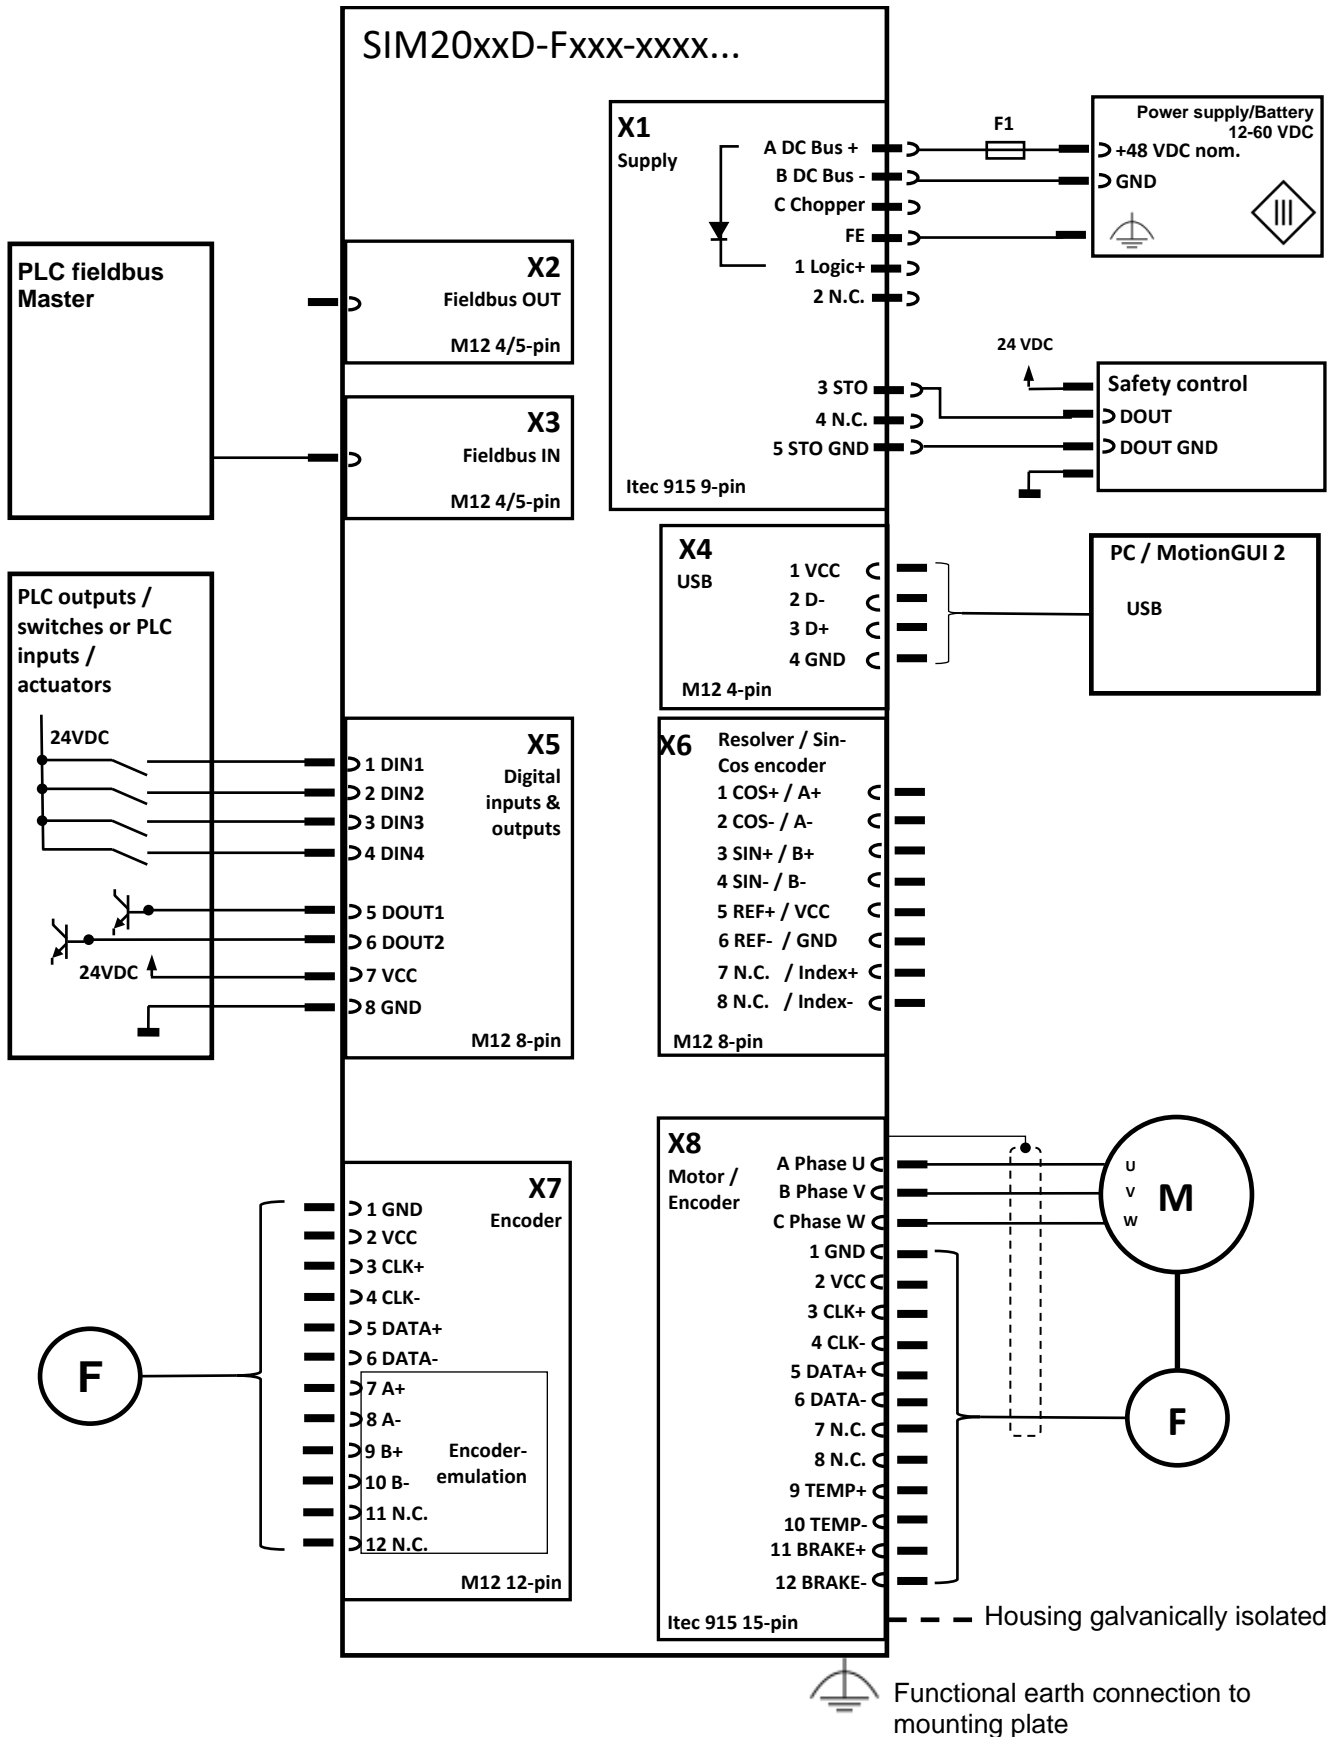 SIM20xxD-Fxxx-xxxx...
X1
Supply
A DC Bus +
B DC Bus -
C Chopper
FE
1 Logic+
2 N.C.
3 STO
4 N.C.
5 STO GND
Itec 915 9-pin
F1
Power supply/Battery
12-60 VDC
+48 VDC nom.
GND
III
24 VDC
Safety control
DOUT
DOUT GND
PLC fieldbus
Master
X2
Fieldbus OUT
M12 4/5-pin
X3
Fieldbus IN
M12 4/5-pin
X4
USB
1 VCC
2 D-
3 D+
4 GND
M12 4-pin
PC / MotionGUI 2
USB
PLC outputs /
switches or PLC
inputs /
actuators
24VDC
24VDC
X5
Digital
inputs &
outputs
1 DIN1
2 DIN2
3 DIN3
4 DIN4
5 DOUT1
6 DOUT2
7 VCC
8 GND
M12 8-pin
X6
Resolver / Sin-
Cos encoder
1 COS+ / A+
2 COS- / A-
3 SIN+ / B+
4 SIN- / B-
5 REF+ / VCC
6 REF- / GND
7 N.C. / Index+
8 N.C. / Index-
M12 8-pin
F
X7
Encoder
1 GND
2 VCC
3 CLK+
4 CLK-
5 DATA+
6 DATA-
7 A+
8 A-
9 B+
10 B-
11 N.C.
12 N.C.
Encoder-
emulation
M12 12-pin
X8
Motor /
Encoder
A Phase U
B Phase V
C Phase W
1 GND
2 VCC
3 CLK+
4 CLK-
5 DATA+
6 DATA-
7 N.C.
8 N.C.
9 TEMP+
10 TEMP-
11 BRAKE+
12 BRAKE-
Itec 915 15-pin
U
V
W
M
F
Housing galvanically isolated
Functional earth connection to
mounting plate